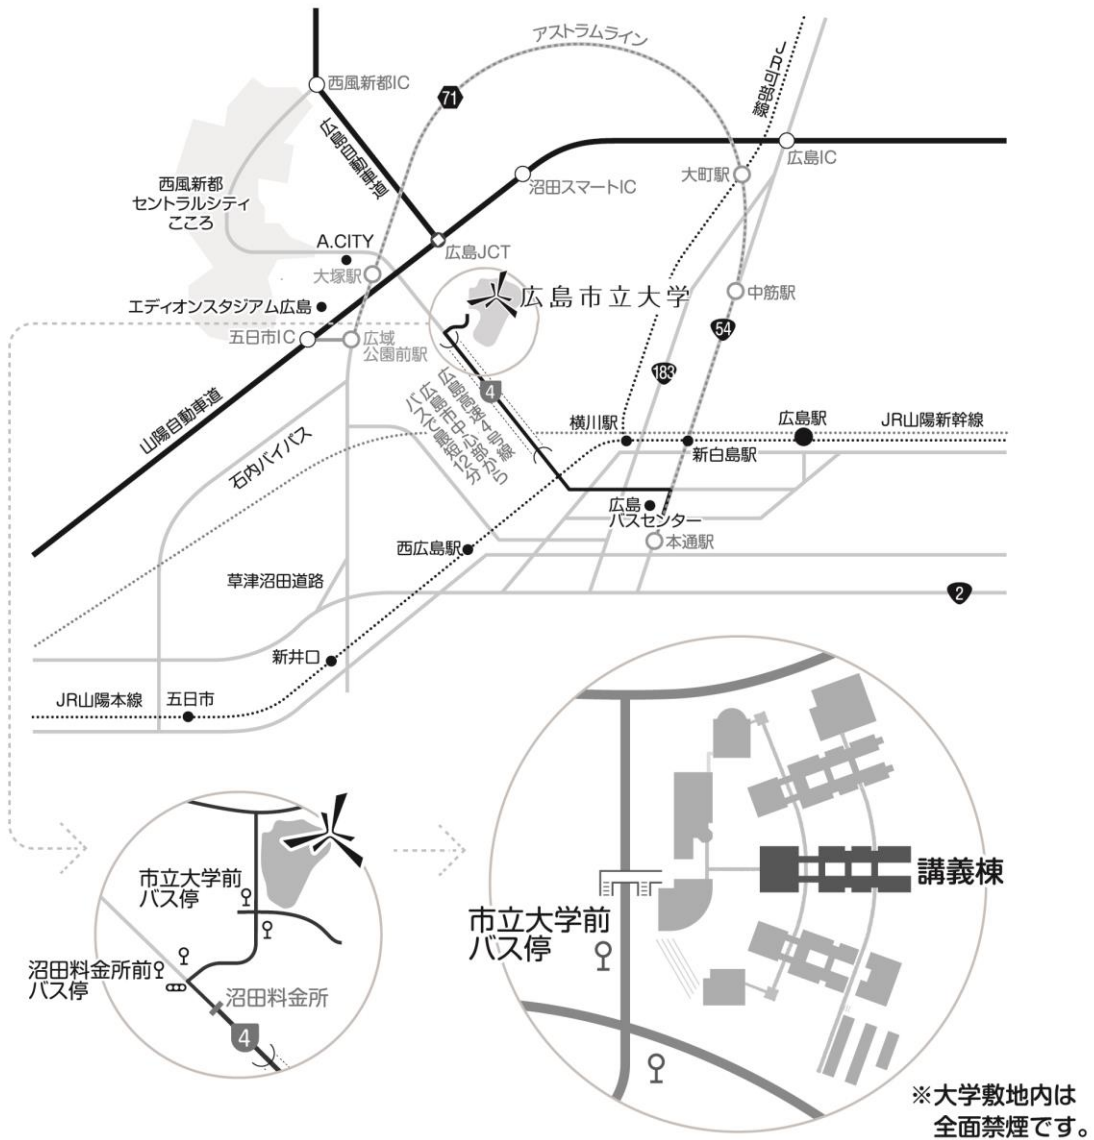 アストラムライン
JR可部線
西風新都IC
71
広島自動車道
広島IC
大町駅
沼田スマートIC
西風新都
セントラルシティ
こころ
A.CITY
広島JCT
大塚駅
広島市立大学
中筋駅
エディオンスタジアム広島
五日市IC
広域
公園前駅
54
183
4
広島高速4号線
広島市中心部から
バスで最短12分
山陽自動車道
石内バイパス
横川駅
広島駅
JR山陽新幹線
新白島駅
広島
バスセンター
本通駅
西広島駅
草津沼田道路
2
新井口
JR山陽本線
五日市
市立大学前
バス停
沼田料金所前
バス停
沼田料金所
4
講義棟
市立大学前
バス停
※大学敷地内は
全面禁煙です。